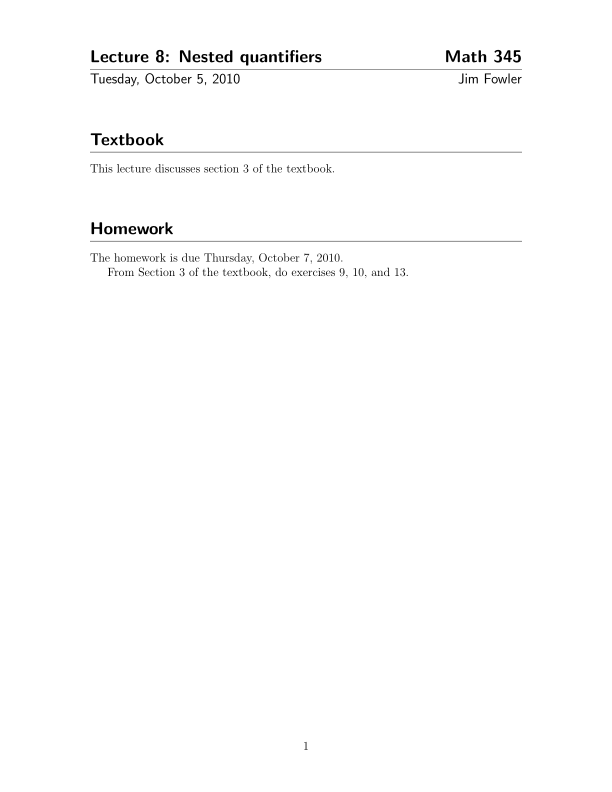 Lecture 8: Nested quantifiers Math 345
Tuesday, October 5, 2010 Jim Fowler
Textbook
This lecture discusses section 3 of the textbook.
Homework
The homework is due Thursday, October 7, 2010.
From Section 3 of the textbook, do exercises 9, 10, and 13.
1